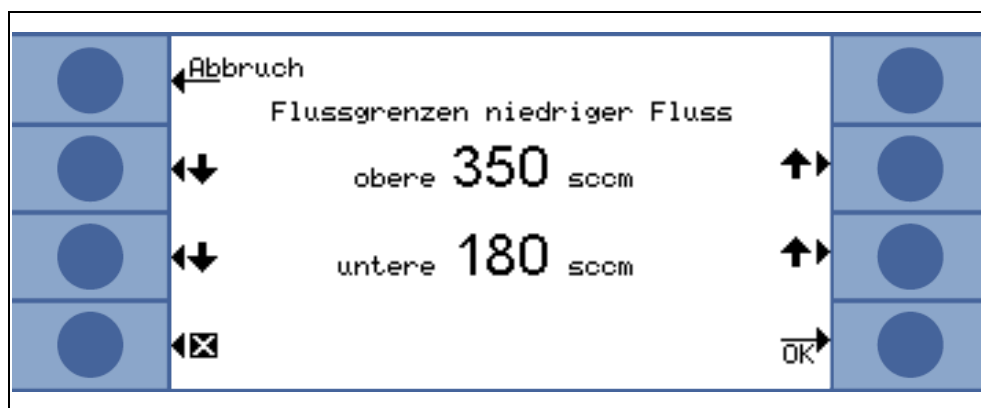 Abbruch
Flussgrenzen niedriger Fluss
obere 350 sccm
untere 180 sccm
OK